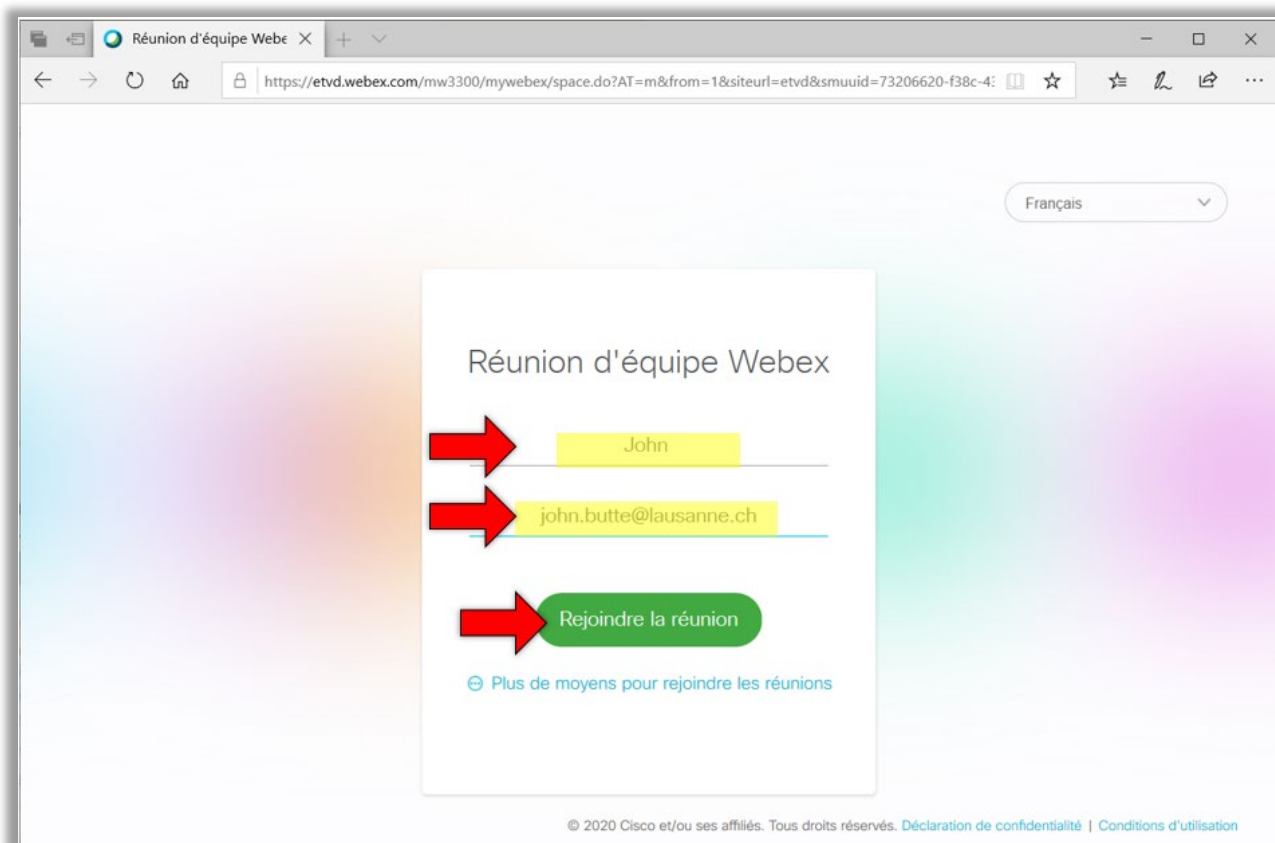 Réunion d'équipe Webe
https://etvd.webex.com/mw3300/mywebex/space.do?AT=m&from=1&siteurl=etvd&smuuid=73206620-f38c-4
Français
Réunion d'équipe Webex
John
john.butte@lausanne.ch
Rejoindre la réunion
Plus de moyens pour rejoindre les réunions
© 2020 Cisco et/ou ses affiliés. Tous droits réservés. Déclaration de confidentialité | Conditions d'utilisation